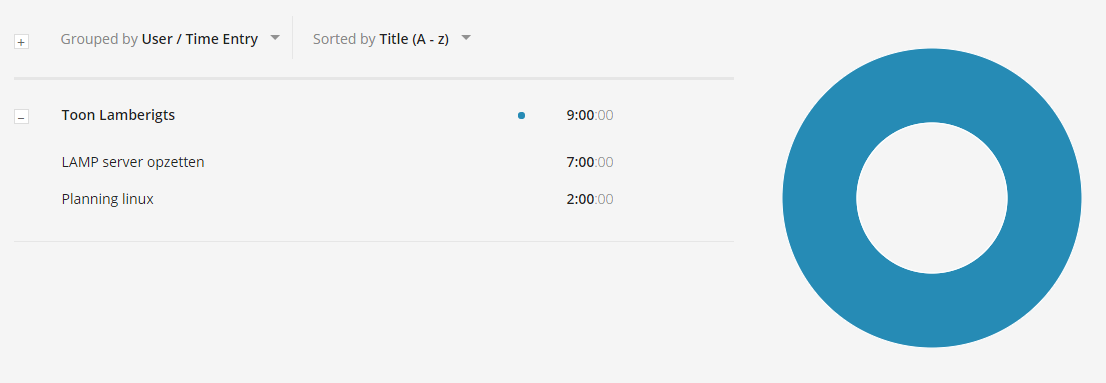 Grouped by User / Time Entry Sorted by Title (A - z)
Toon Lamberigts 9:00:00
LAMP server opzetten 7:00:00
Planning linux 2:00:00